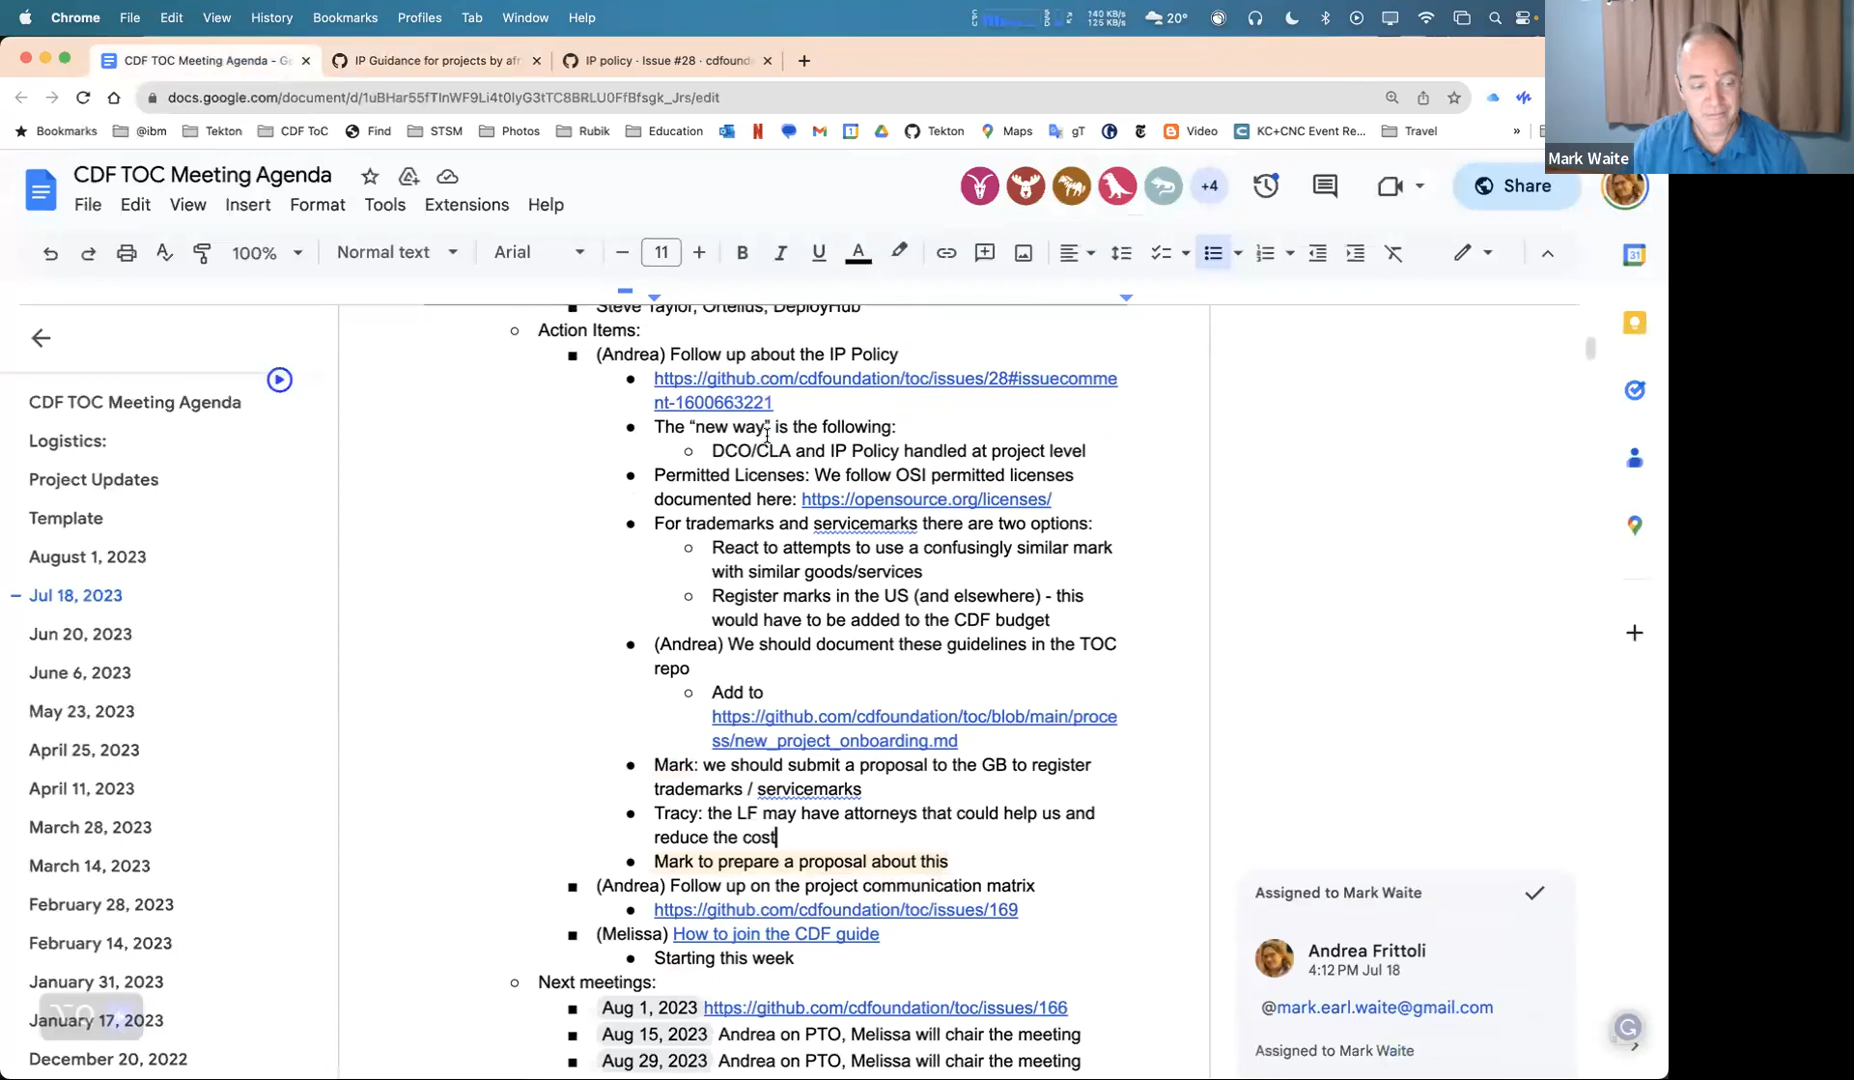 Chrome File Edit View History Bookmarks Profiles Tab Window Help 140 KB/s 125 KB/s 20°
CDF TOC Meeting Agenda - G IP Guidance for projects by afr IP policy · Issue #28 · cdfound
docs.google.com/document/d/1uBHar55fTInWF9Li4t0lyG3tTC8BRLU0FfBfsgk_Jrs/edit
Bookmarks @ibm Tekton CDF ToC Find STSM Photos Rubik Education Tekton Maps gT Video KC+CNC Event Re... Travel »
Mark Waite
CDF TOC Meeting Agenda
+4
Share
File Edit View Insert Format Tools Extensions Help
100% Normal text Arial 11
CDF TOC Meeting Agenda
Logistics:
Project Updates
Template
August 1, 2023
Jul 18, 2023
Jun 20, 2023
June 6, 2023
May 23, 2023
April 25, 2023
April 11, 2023
March 28, 2023
March 14, 2023
February 28, 2023
February 14, 2023
January 31, 2023
January 17, 2023
December 20, 2022
Steve Taylor, Ortelius, DeployHub
Action Items:
(Andrea) Follow up about the IP Policy
https://github.com/cdfoundation/toc/issues/28#issuecomme
nt-1600663221
The “new way” is the following:
DCO/CLA and IP Policy handled at project level
Permitted Licenses: We follow OSI permitted licenses
documented here: https://opensource.org/licenses/
For trademarks and servicemarks there are two options:
React to attempts to use a confusingly similar mark
with similar goods/services
Register marks in the US (and elsewhere) - this
would have to be added to the CDF budget
(Andrea) We should document these guidelines in the TOC
repo
Add to
https://github.com/cdfoundation/toc/blob/main/proce
ss/new_project_onboarding.md
Mark: we should submit a proposal to the GB to register
trademarks / servicemarks
Tracy: the LF may have attorneys that could help us and
reduce the cost
Mark to prepare a proposal about this
(Andrea) Follow up on the project communication matrix
https://github.com/cdfoundation/toc/issues/169
(Melissa) How to join the CDF guide
Starting this week
Next meetings:
Aug 1, 2023 https://github.com/cdfoundation/toc/issues/166
Aug 15, 2023 Andrea on PTO, Melissa will chair the meeting
Aug 29, 2023 Andrea on PTO, Melissa will chair the meeting
Assigned to Mark Waite
Andrea Frittoli
4:12 PM Jul 18
@mark.earl.waite@gmail.com
Assigned to Mark Waite